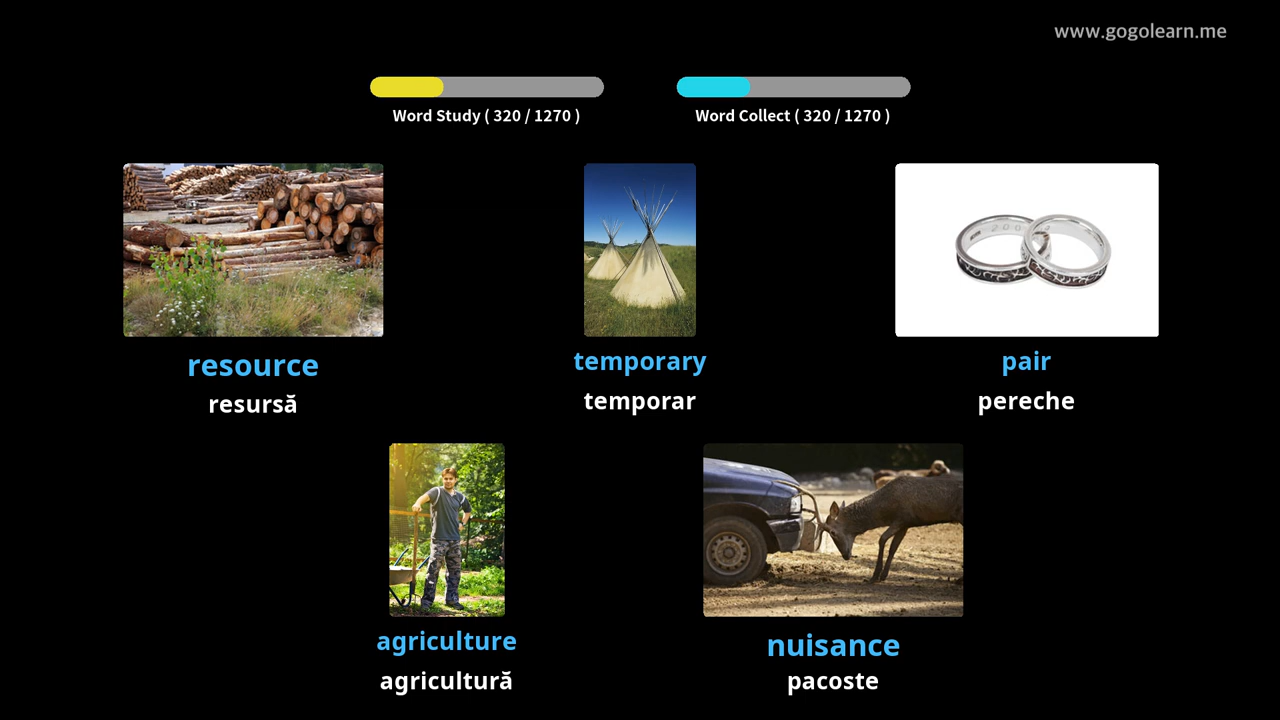 www.gogolearn.me
Word Study ( 320 / 1270 )
Word Collect ( 320 / 1270 )
resource
resursă
temporary
temporar
pair
pereche
agriculture
agricultură
nuisance
pacoste